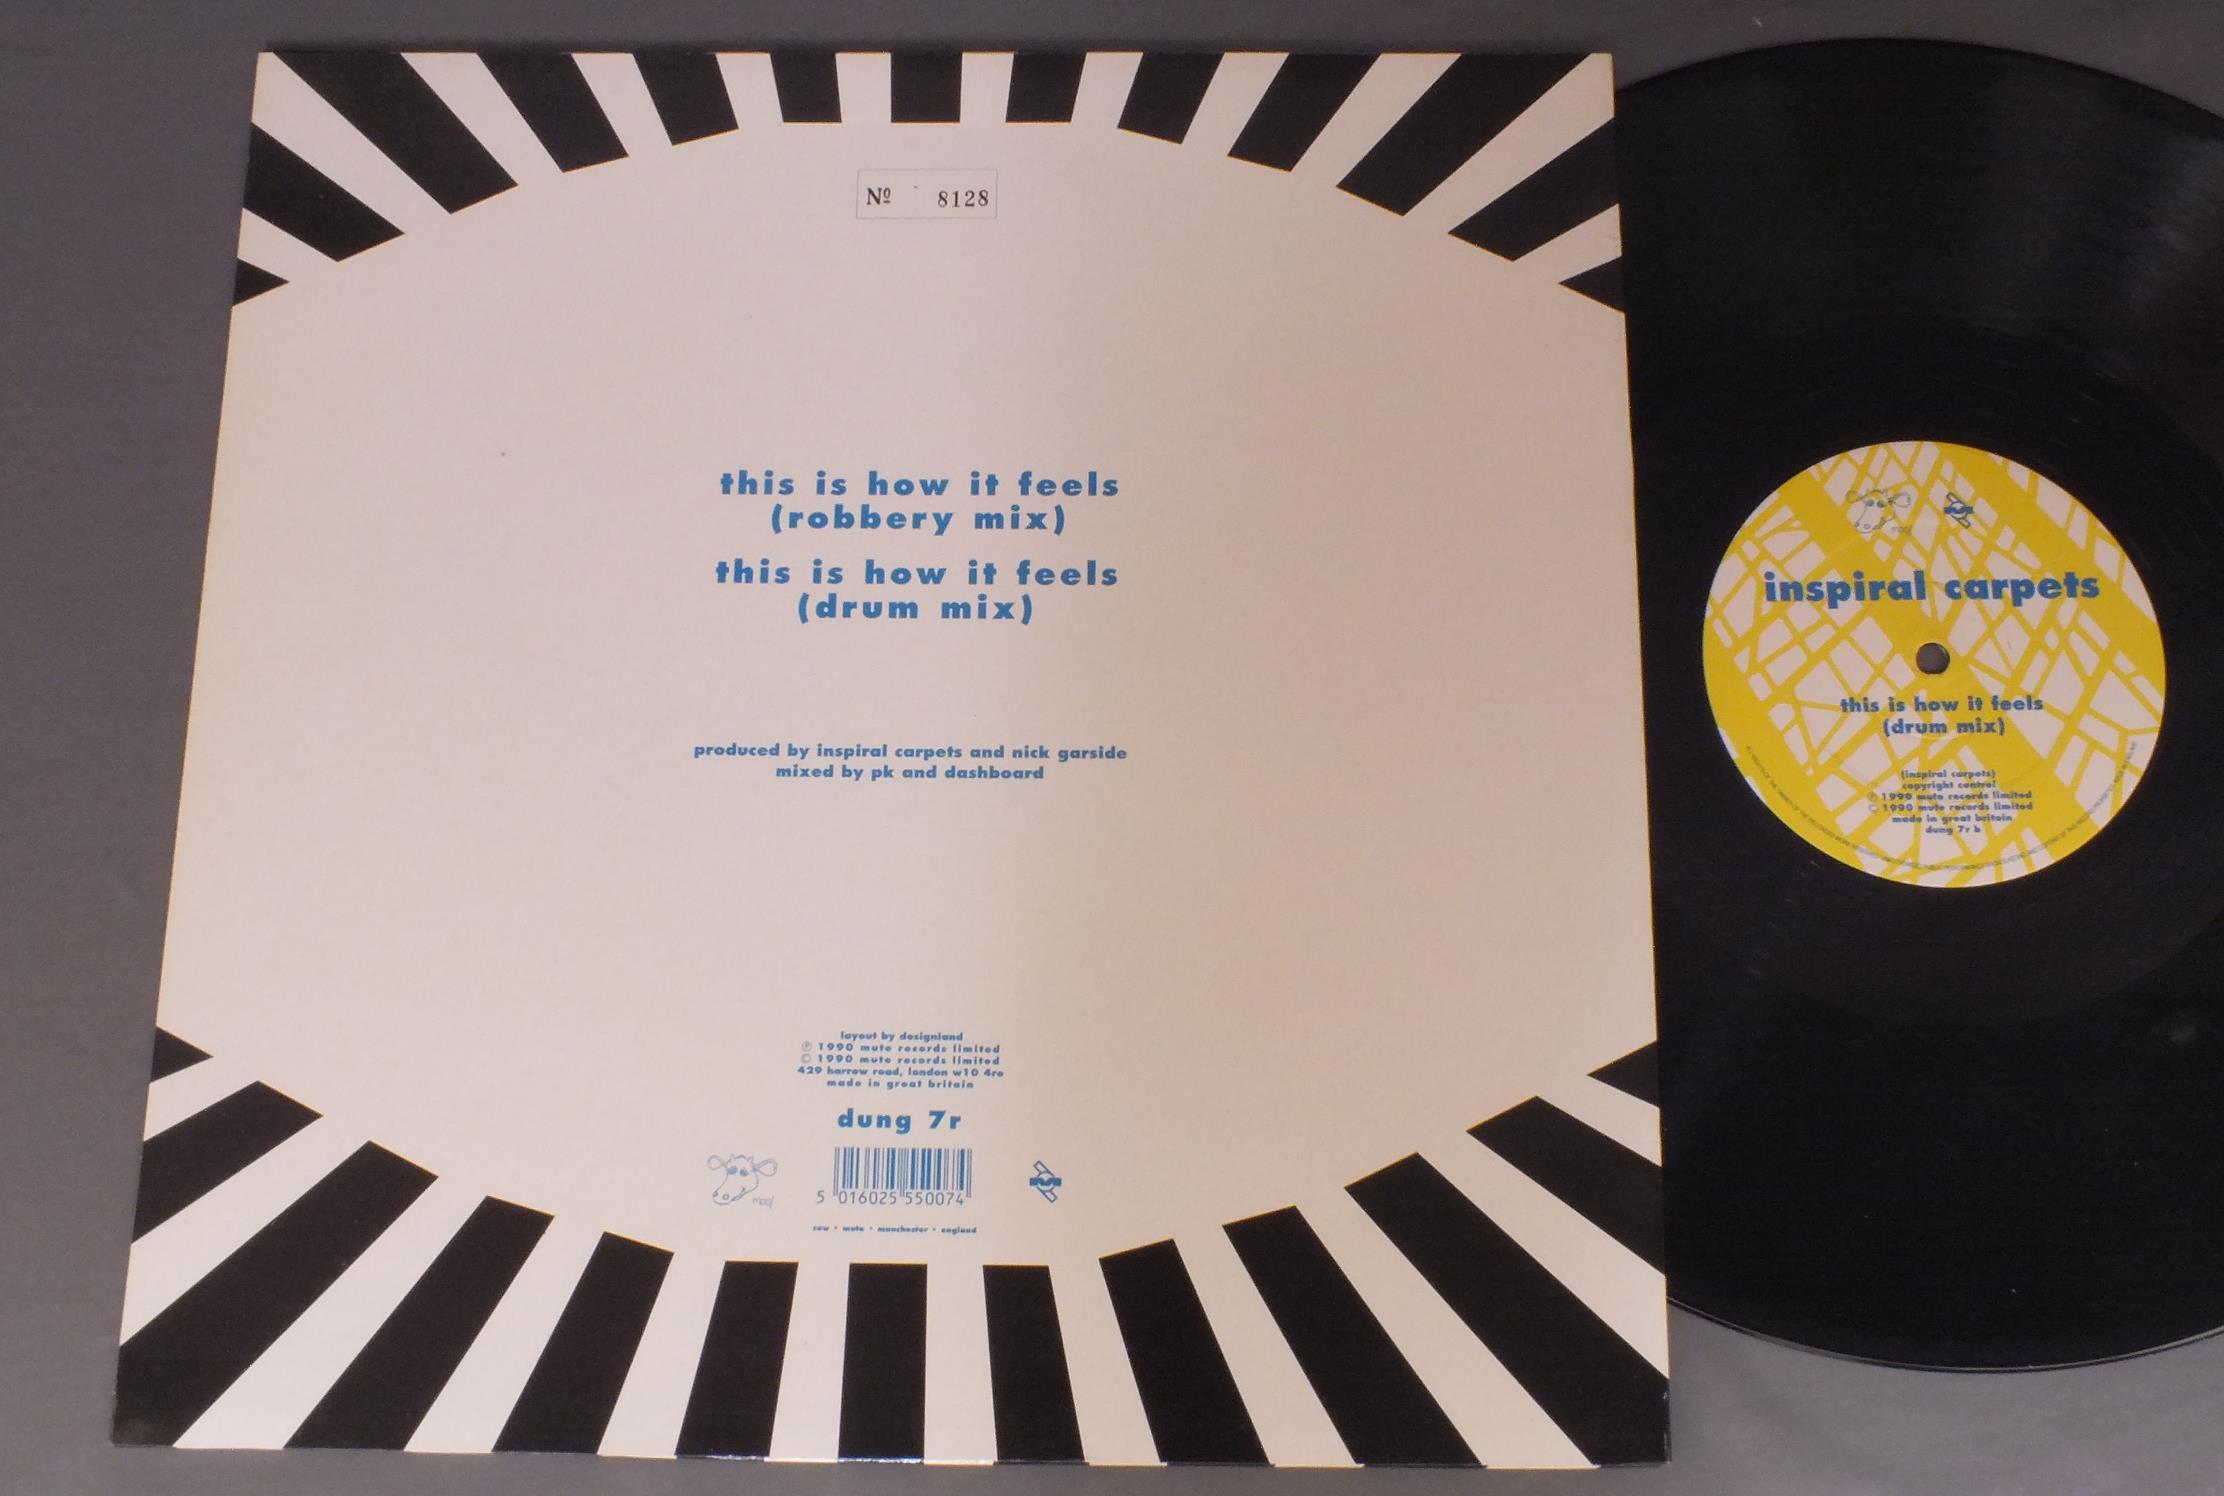 Nº 8128
this is how it feels
(robbery mix)
this is how it feels
(drum mix)
produced by inspiral carpets and nick garside
mixed by pk and dashboard
layout by designland
℗ 1990 mute records limited
© 1990 mute records limited
429 harrow road, london w10 4re
made in great britain
dung 7r
moo!
5 016025 550074
cow · mute · manchester · england
moo!
inspiral carpets
this is how it feels
(drum mix)
(inspiral carpets)
copyright control
℗ 1990 mute records limited
© 1990 mute records limited
made in great britain
dung 7r b